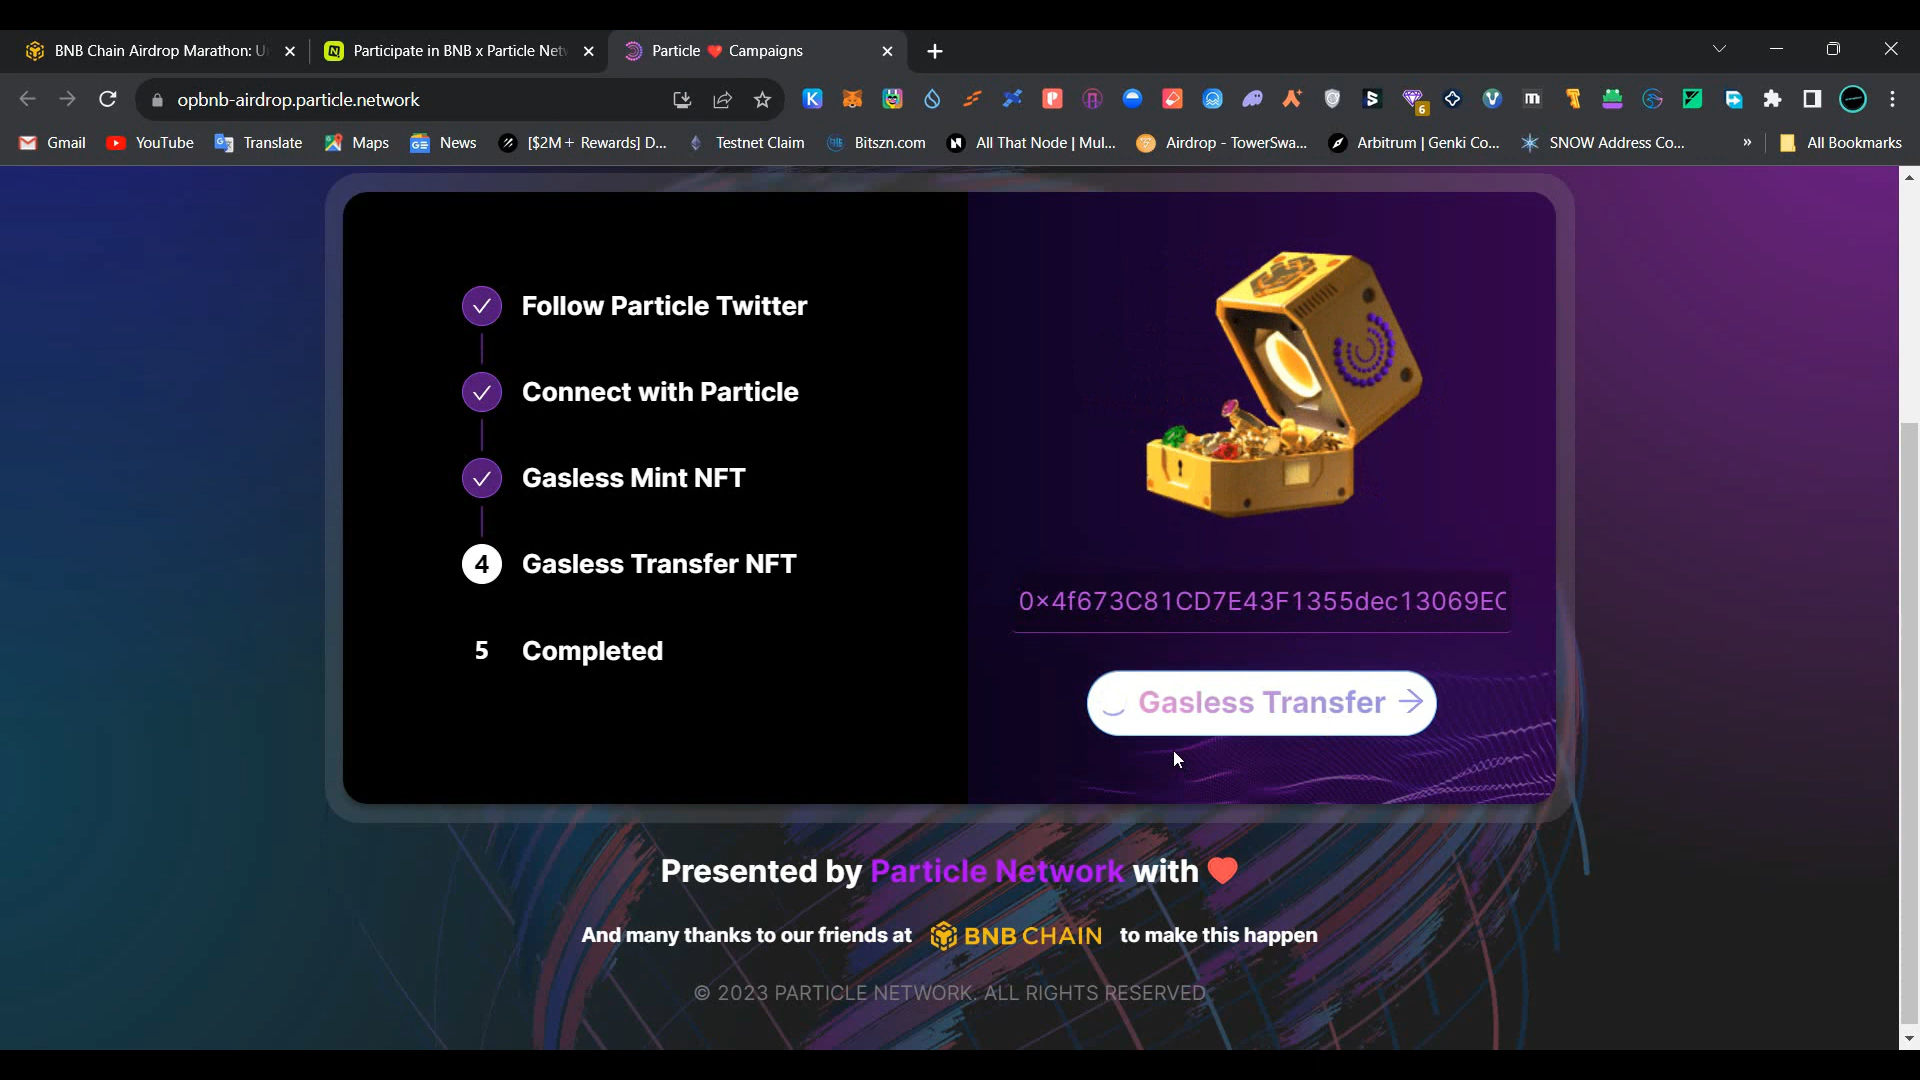 BNB Chain Airdrop Marathon: U
Participate in BNB x Particle Net
Particle ❤️ Campaigns
opbnb-airdrop.particle.network
6
Gmail
YouTube
Translate
Maps
News
[$2M+ Rewards] D...
Testnet Claim
Bitszn.com
All That Node | Mul...
Airdrop - TowerSwa...
Arbitrum | Genki Co...
SNOW Address Co...
»
All Bookmarks
Follow Particle Twitter
Connect with Particle
Gasless Mint NFT
4 Gasless Transfer NFT
5 Completed
0×4f673C81CD7E43F1355dec13069EC
Gasless Transfer →
Presented by Particle Network with ❤️
And many thanks to our friends at BNB CHAIN to make this happen
© 2023 PARTICLE NETWORK. ALL RIGHTS RESERVED.